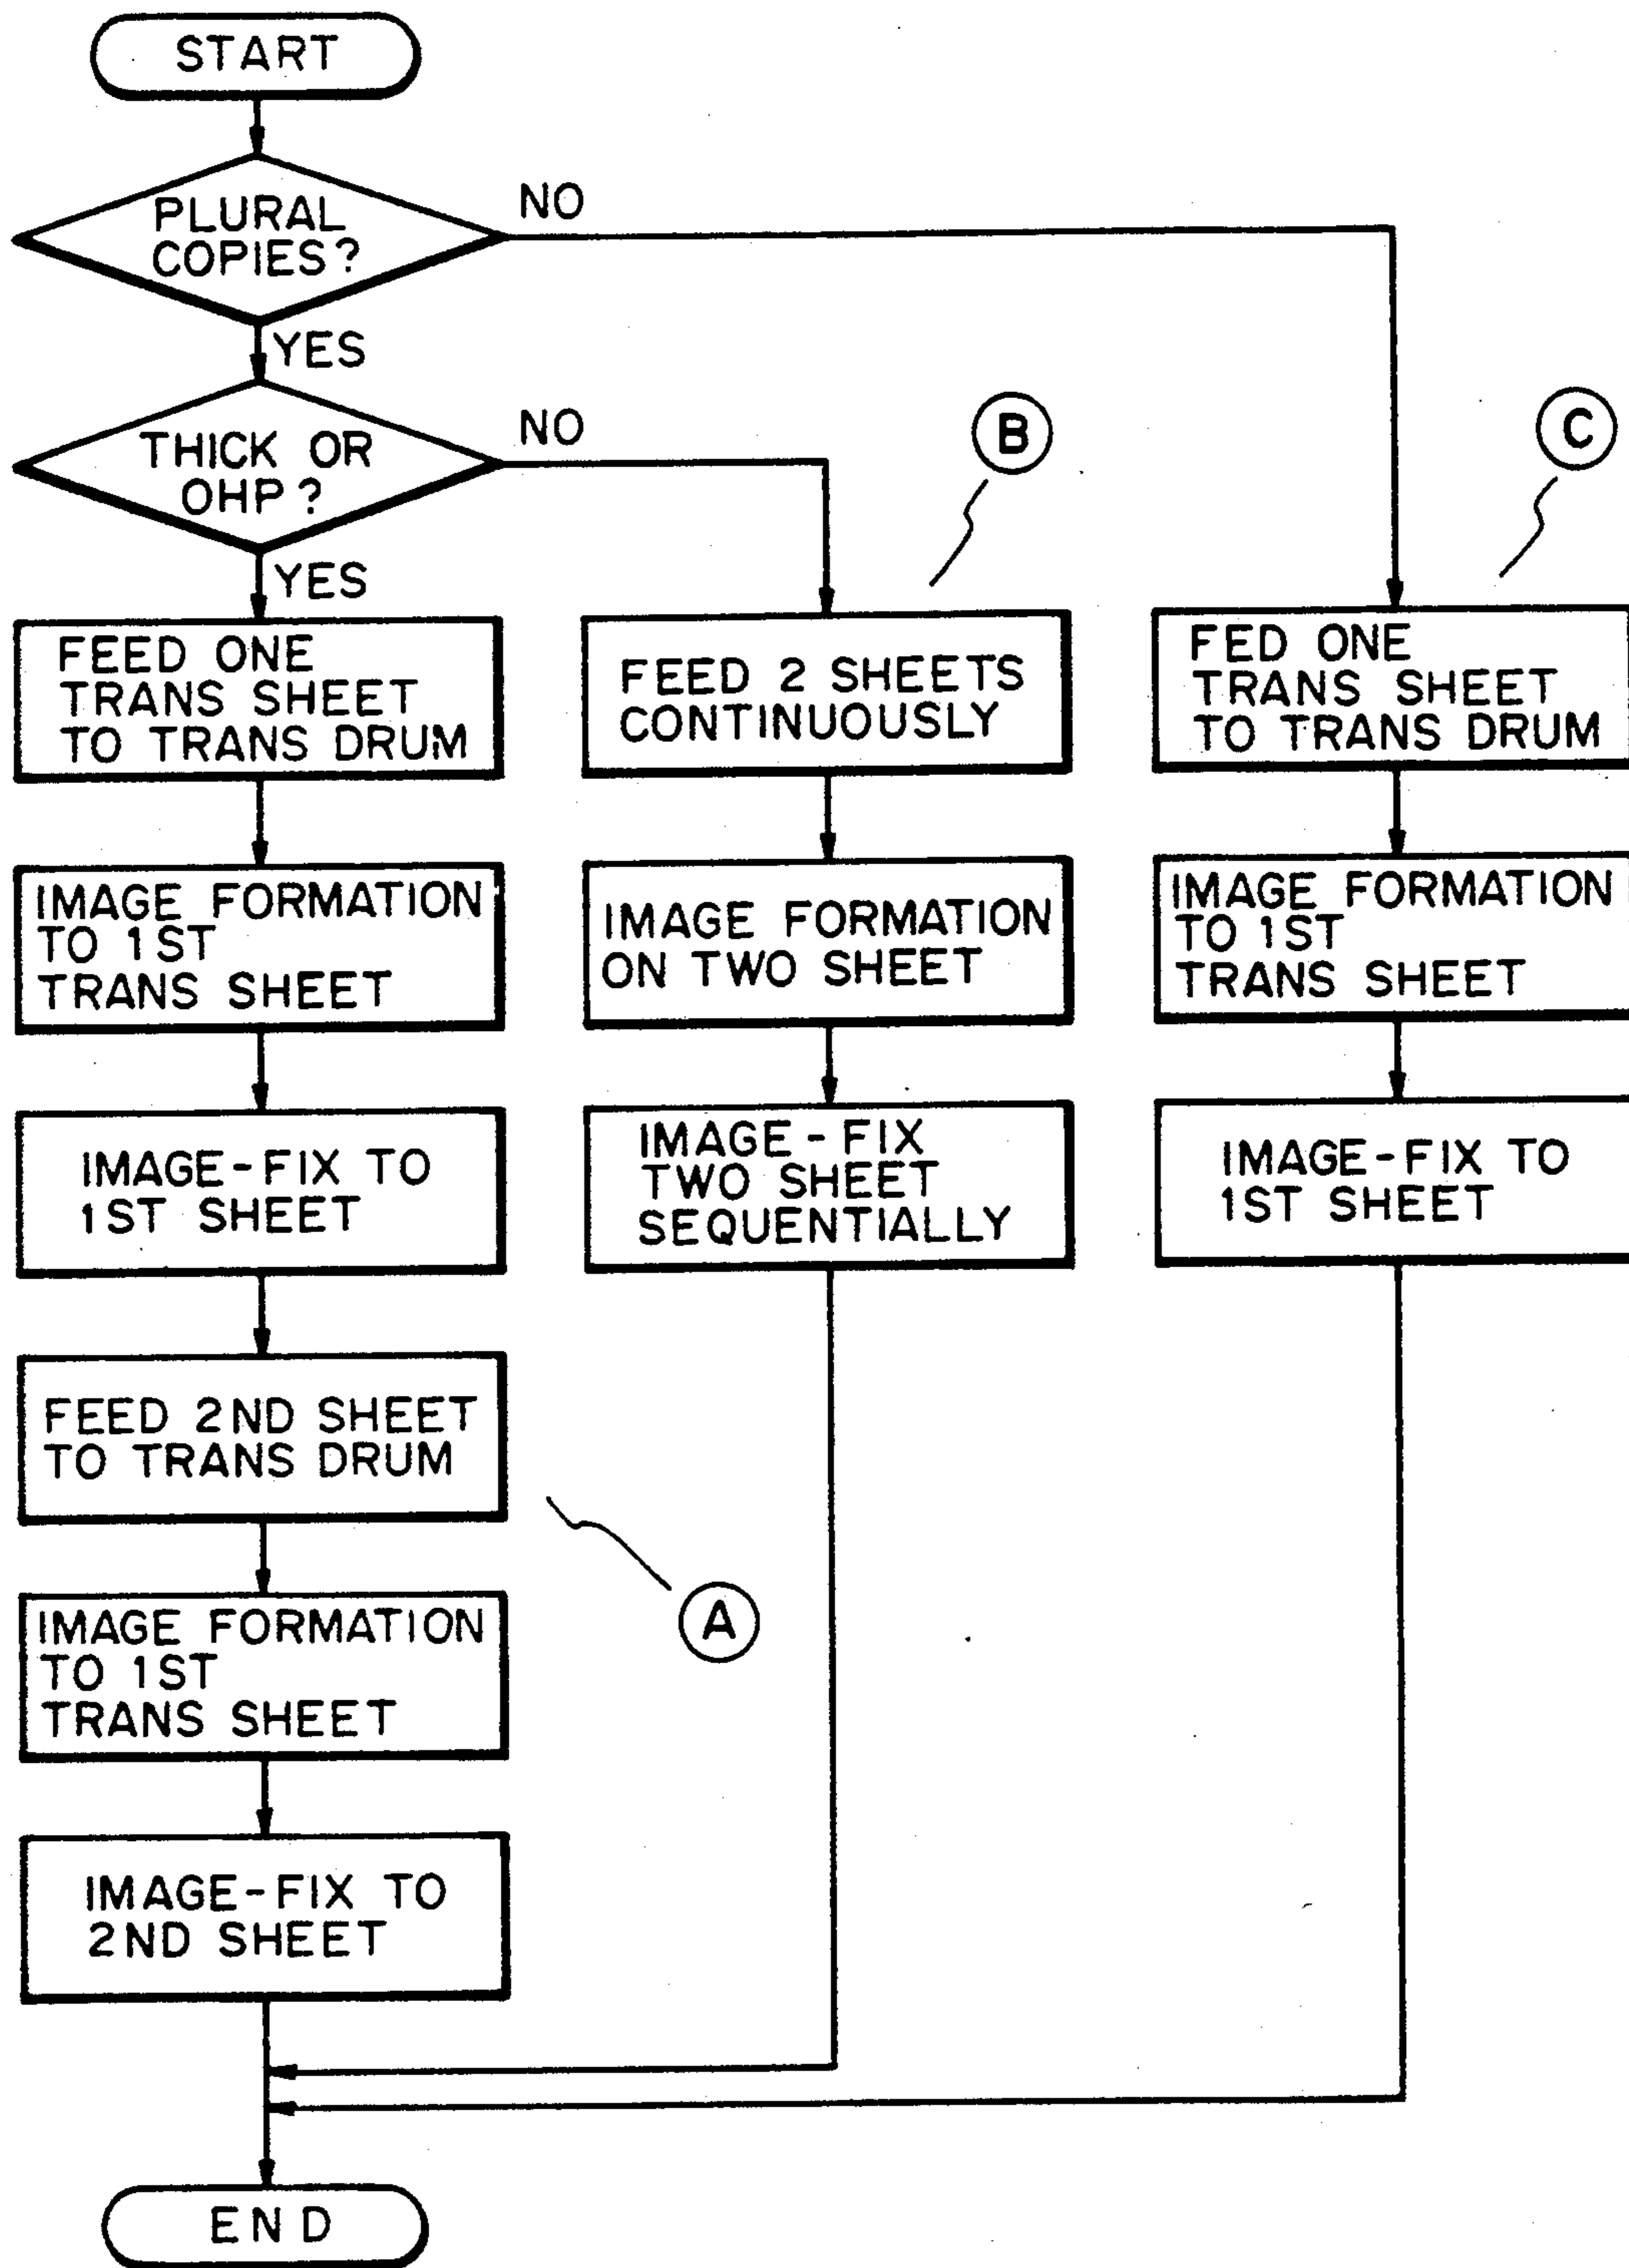 START
PLURAL
COPIES?
NO
YES
THICK OR
OHP?
NO
YES
B
C
FEED ONE
TRANS SHEET
TO TRANS DRUM
IMAGE FORMATION
TO 1ST
TRANS SHEET
IMAGE-FIX TO
1ST SHEET
FEED 2ND SHEET
TO TRANS DRUM
A
IMAGE FORMATION
TO 1ST
TRANS SHEET
IMAGE-FIX TO
2ND SHEET
FEED 2 SHEETS
CONTINUOUSLY
IMAGE FORMATION
ON TWO SHEET
IMAGE-FIX
TWO SHEET
SEQUENTIALLY
FED ONE
TRANS SHEET
TO TRANS DRUM
IMAGE FORMATION
TO 1ST
TRANS SHEET
IMAGE-FIX TO
1ST SHEET
END